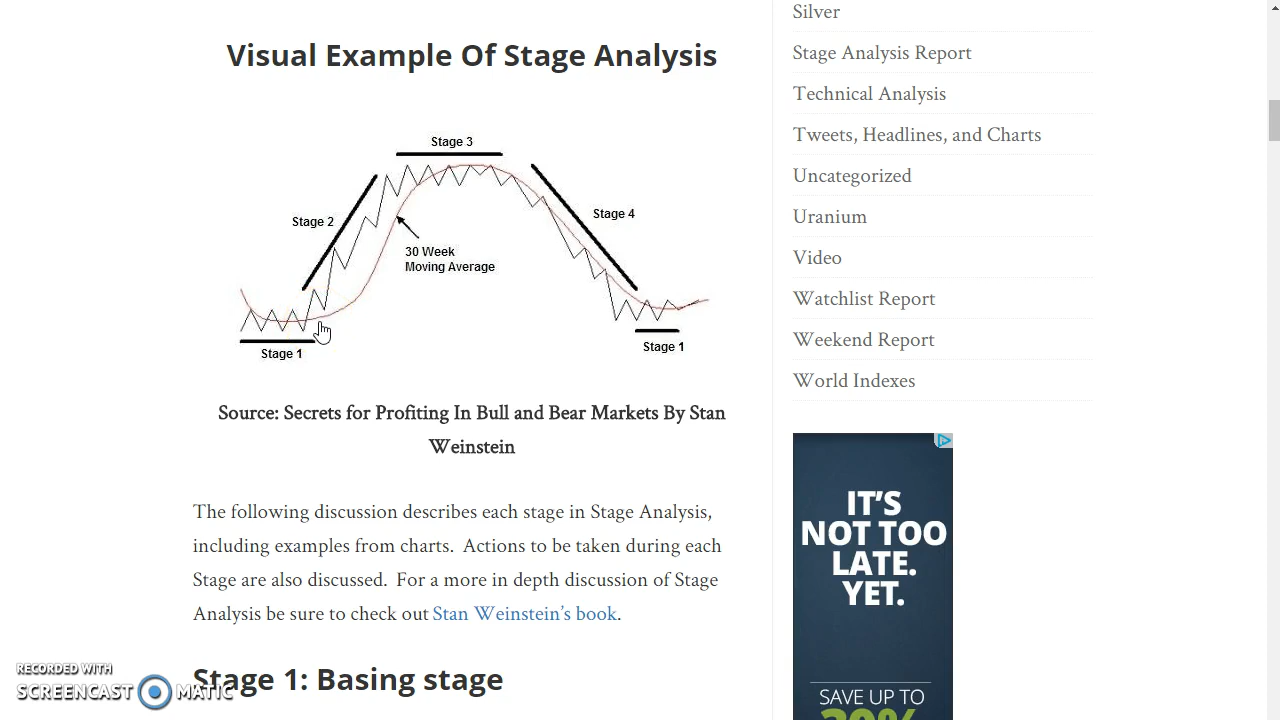 Visual Example Of Stage Analysis
Stage 3
Stage 2
Stage 4
30 Week
Moving Average
Stage 1
Stage 1
Source: Secrets for Profiting In Bull and Bear Markets By Stan
Weinstein
The following discussion describes each stage in Stage Analysis,
including examples from charts.  Actions to be taken during each
Stage are also discussed.  For a more in depth discussion of Stage
Analysis be sure to check out Stan Weinstein’s book.
Stage 1: Basing stage
Silver
Stage Analysis Report
Technical Analysis
Tweets, Headlines, and Charts
Uncategorized
Uranium
Video
Watchlist Report
Weekend Report
World Indexes
IT’S
NOT TOO
LATE.
YET.
SAVE UP TO
RECORDED WITH
SCREENCAST MATIC